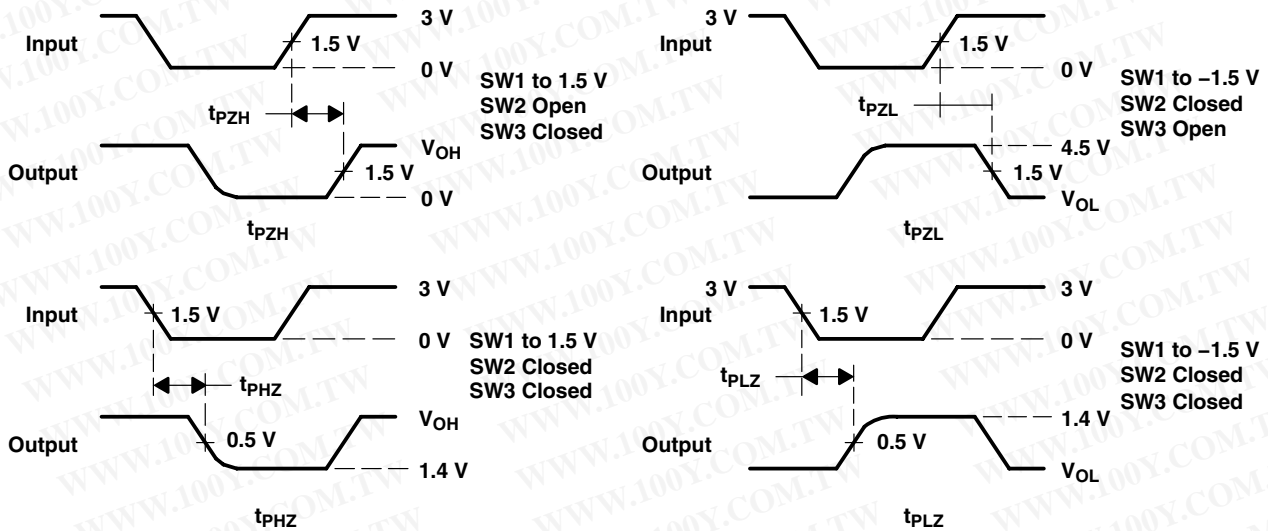 3 V
Input
1.5 V
0 V
SW1 to 1.5 V
SW2 Open
SW3 Closed
tPZH
VOH
Output
1.5 V
0 V
tPZH
3 V
Input
1.5 V
0 V
SW1 to −1.5 V
SW2 Closed
SW3 Open
tPZL
4.5 V
Output
1.5 V
VOL
tPZL
3 V
Input
1.5 V
0 V
SW1 to 1.5 V
SW2 Closed
SW3 Closed
tPHZ
VOH
Output
0.5 V
1.4 V
tPHZ
3 V
Input
1.5 V
0 V
SW1 to −1.5 V
SW2 Closed
SW3 Closed
tPLZ
1.4 V
Output
0.5 V
VOL
tPLZ
WWW.100Y.COM.TW